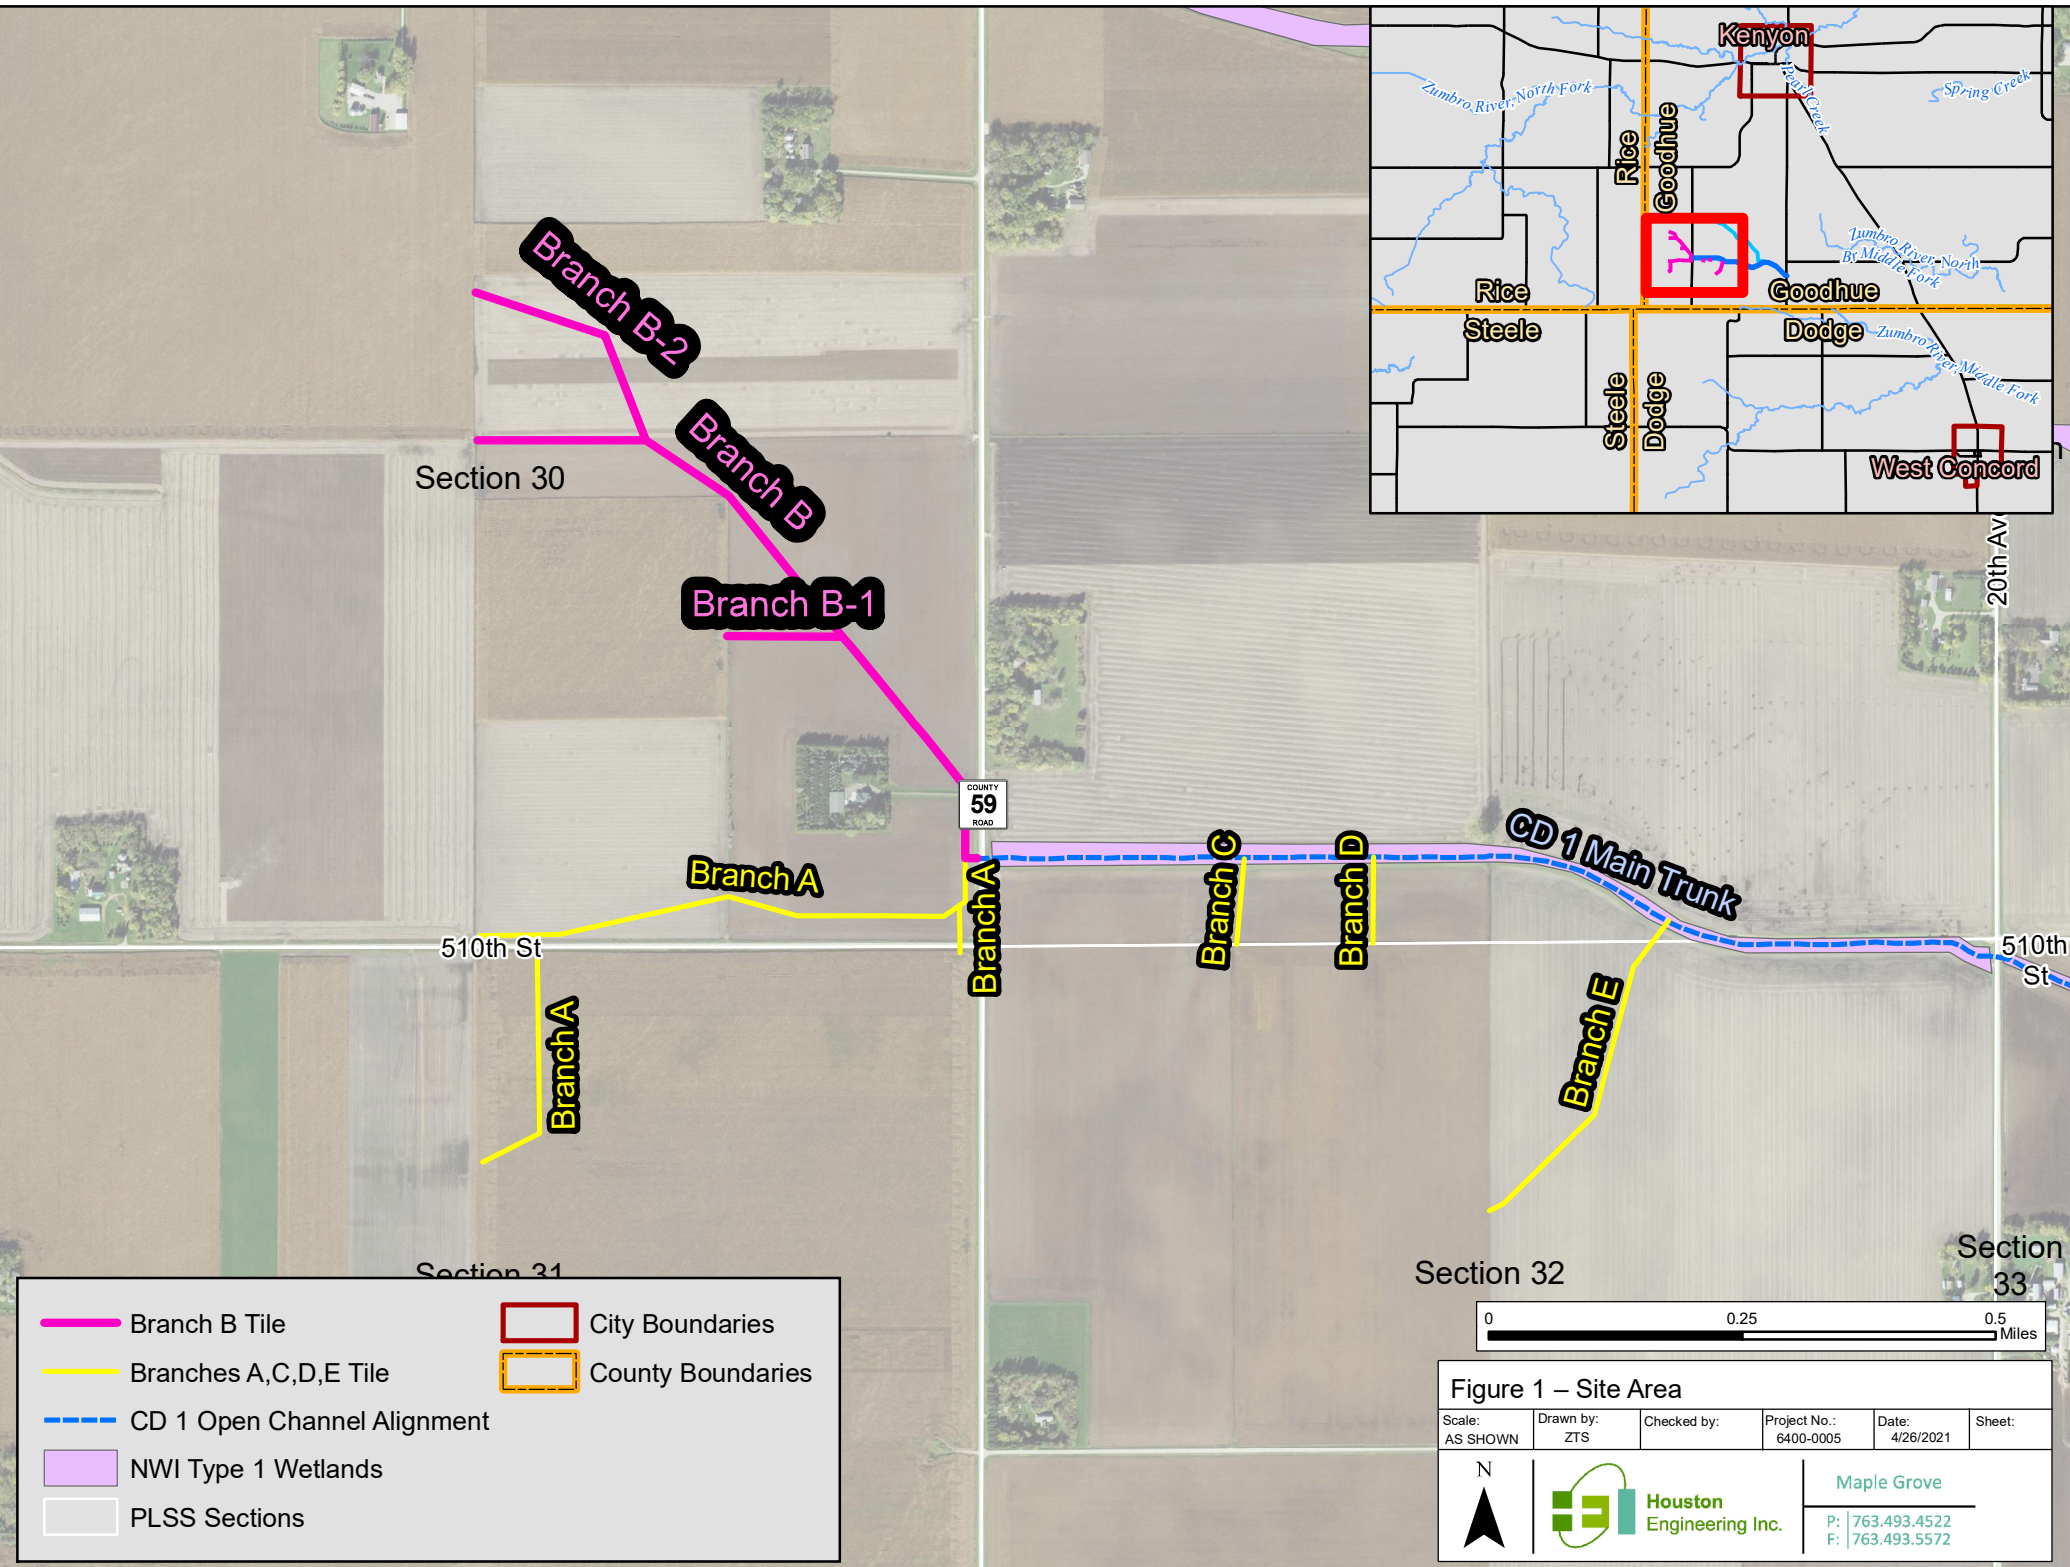 Kenyon
Zumbro River, North Fork
Pearl Creek
Spring Creek
Rice
Goodhue
Zumbro River, North
Br Middle Fork
Rice
Goodhue
Steele
Dodge
Zumbro River, Middle Fork
Steele
Dodge
West Concord
Branch B-2
Branch B
Section 30
Branch B-1
20th Ave
COUNTY
59
ROAD
CD 1 Main Trunk
Branch A
Branch A
Branch C
Branch D
510th St
510th
St
Branch A
Branch E
Section 31
Section 32
Section
33
Branch B Tile
Branches A,C,D,E Tile
CD 1 Open Channel Alignment
NWI Type 1 Wetlands
PLSS Sections
City Boundaries
County Boundaries
0 0.25 0.5
Miles
Figure 1 – Site Area
Scale:
AS SHOWN
Drawn by:
ZTS
Checked by:
Project No.:
6400-0005
Date:
4/26/2021
Sheet:
N
Houston
Engineering Inc.
Maple Grove
P: 763.493.4522
F: 763.493.5572